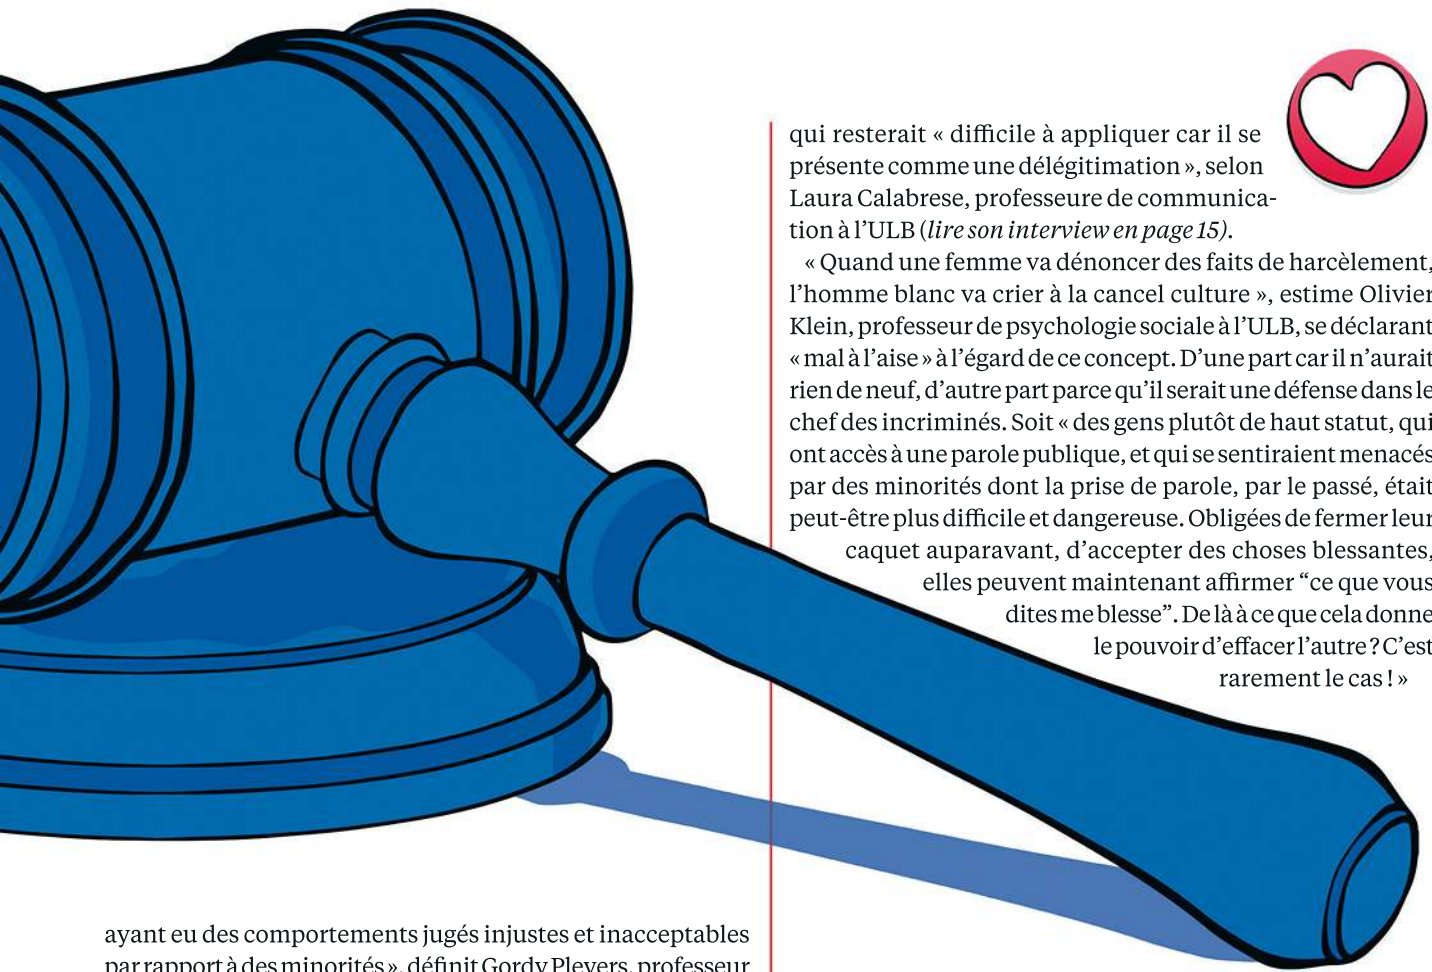 ayant eu des comportements jugés injustes et inacceptables
par rapport à des minorités », définit Gordy Pleyers, professeur
qui resterait « difficile à appliquer car il se
présente comme une délégitimation », selon
Laura Calabrese, professeure de communica-
tion à l’ULB (lire son interview en page 15).
« Quand une femme va dénoncer des faits de harcèlement,
l’homme blanc va crier à la cancel culture », estime Olivier
Klein, professeur de psychologie sociale à l’ULB, se déclarant
« mal à l’aise » à l’égard de ce concept. D’une part car il n’aurait
rien de neuf, d’autre part parce qu’il serait une défense dans le
chef des incriminés. Soit « des gens plutôt de haut statut, qui
ont accès à une parole publique, et qui se sentiraient menacés
par des minorités dont la prise de parole, par le passé, était
peut-être plus difficile et dangereuse. Obligées de fermer leur
caquet auparavant, d’accepter des choses blessantes,
elles peuvent maintenant affirmer “ce que vous
dites me blesse”. De là à ce que cela donne
le pouvoir d’effacer l’autre ? C’est
rarement le cas ! »